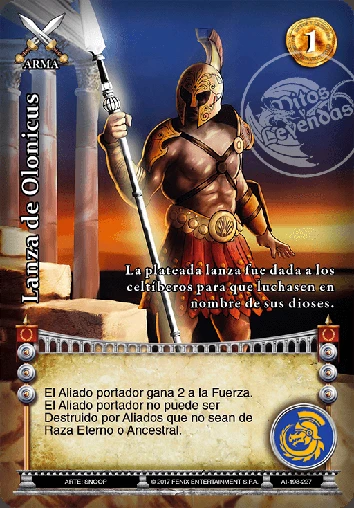 ARMA
1
Mitos y
Leyendas
Lanza de Olonicus
La plateada lanza fue dada a los
celtíberos para que luchasen en
nombre de sus dioses.
El Aliado portador gana 2 a la Fuerza.
El Aliado portador no puede ser
Destruido por Aliados que no sean de
Raza Eterno o Ancestral.
ARTE: SNOOP © 2017 FENIX ENTERTAINMENT S.P.A.